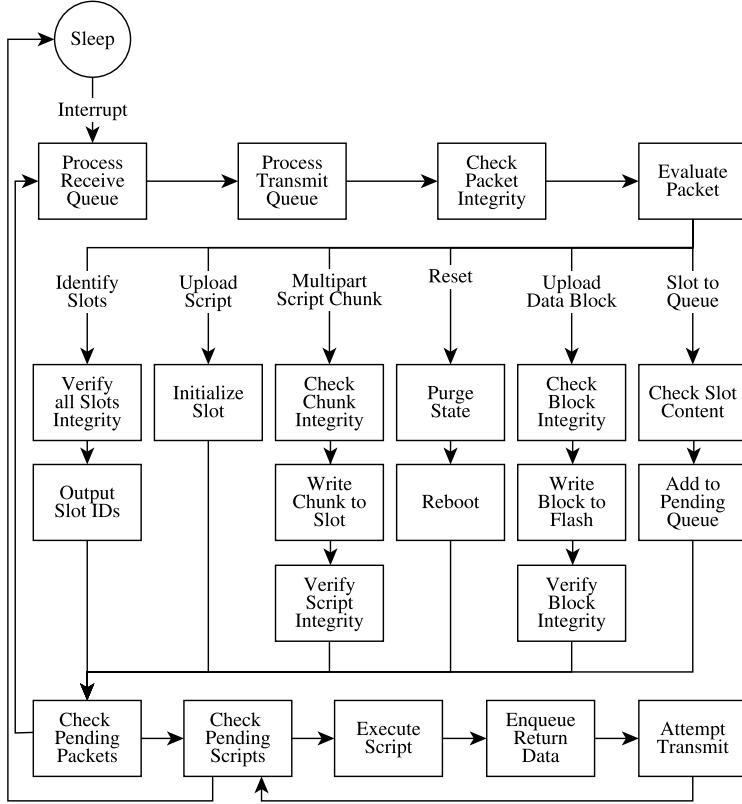 Sleep
Interrupt
Process
Receive
Queue
Process
Transmit
Queue
Check
Packet
Integrity
Evaluate
Packet
Identify
Slots
Upload
Script
Multipart
Script Chunk
Reset
Upload
Data Block
Slot to
Queue
Verify
all Slots
Integrity
Initialize
Slot
Check
Chunk
Integrity
Purge
State
Check
Block
Integrity
Check Slot
Content
Output
Slot IDs
Write
Chunk to
Slot
Reboot
Write
Block to
Flash
Add to
Pending
Queue
Verify
Script
Integrity
Verify
Block
Integrity
Check
Pending
Packets
Check
Pending
Scripts
Execute
Script
Enqueue
Return
Data
Attempt
Transmit